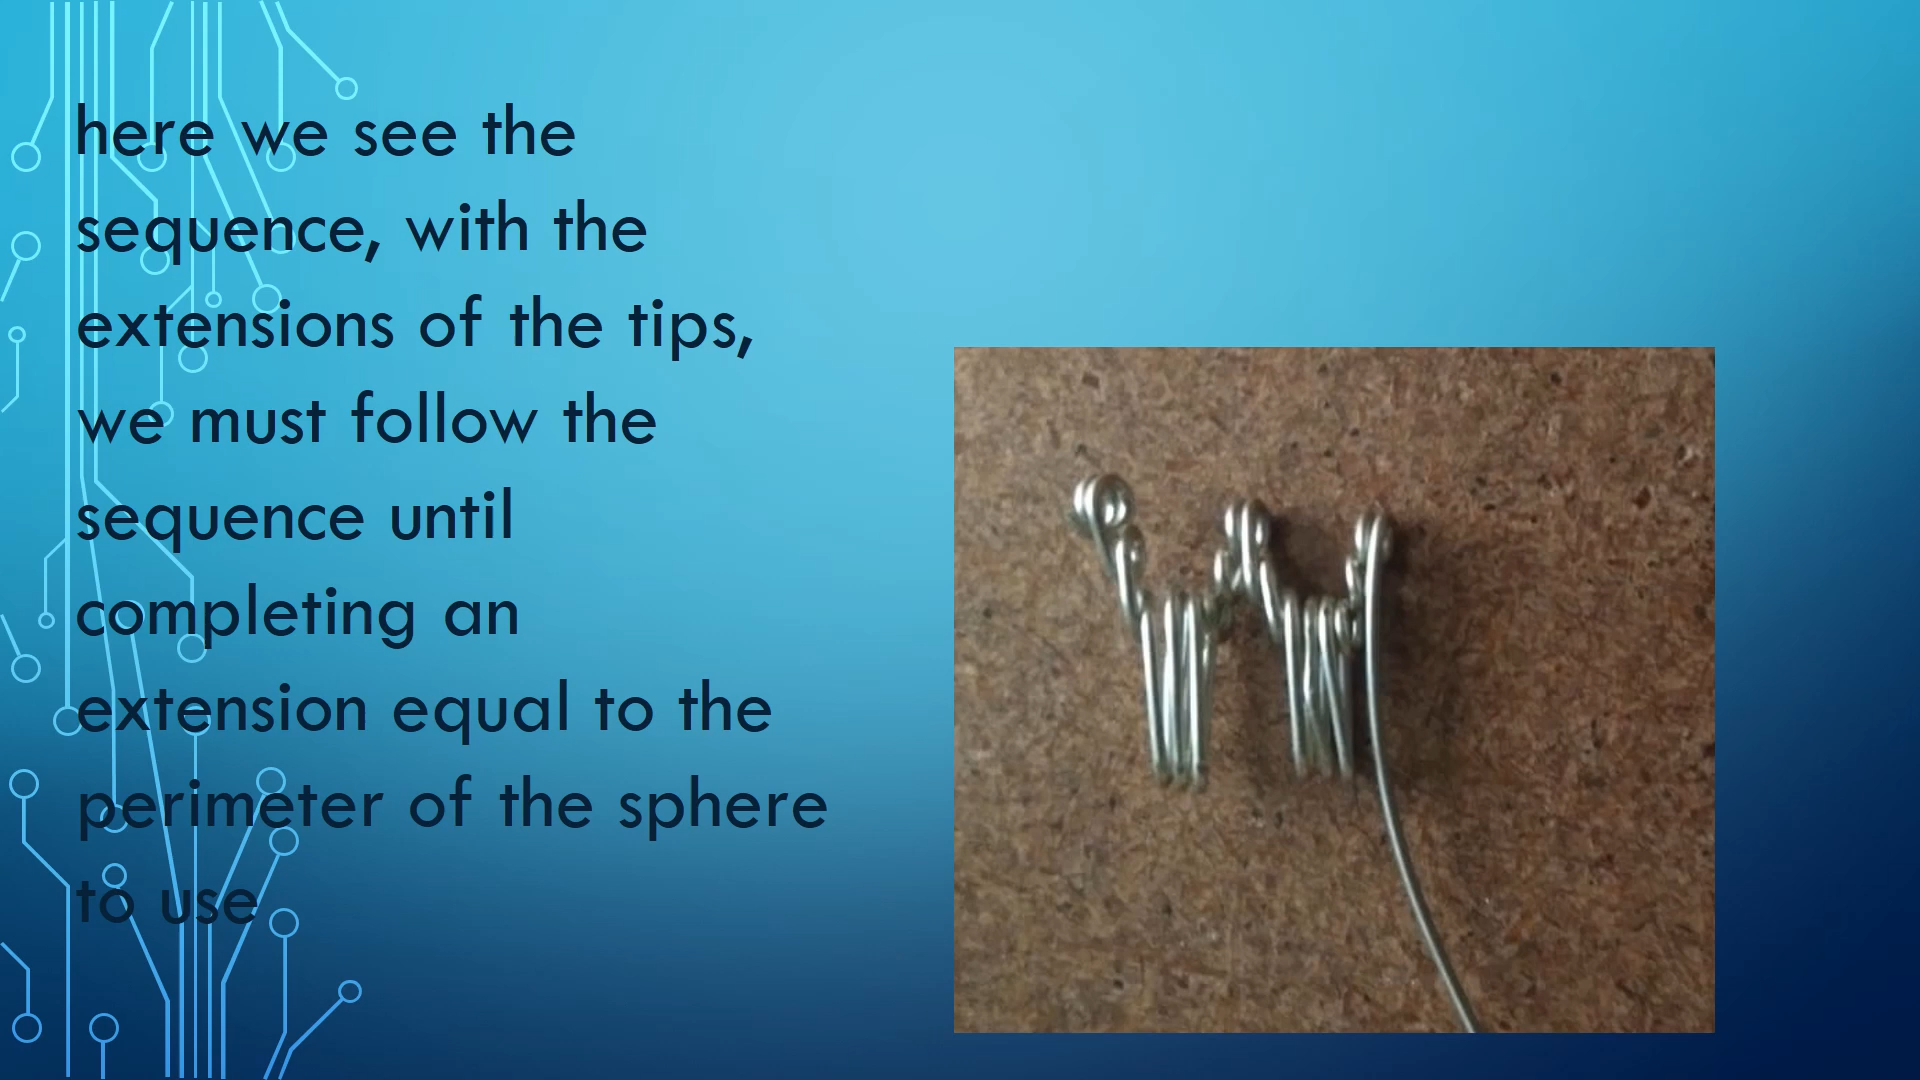 here we see the
sequence, with the
extensions of the tips,
we must follow the
sequence until
completing an
extension equal to the
perimeter of the sphere
to use